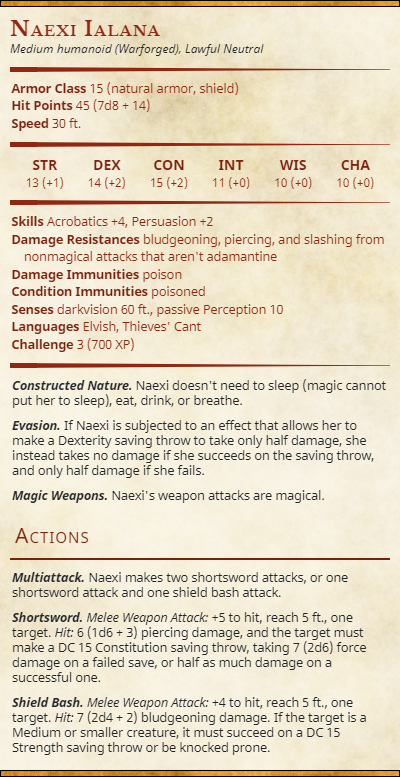 Naexi Ialana
Medium humanoid (Warforged), Lawful Neutral
Armor Class 15 (natural armor, shield)
Hit Points 45 (7d8 + 14)
Speed 30 ft.
STR DEX CON INT WIS CHA
13 (+1) 14 (+2) 15 (+2) 11 (+0) 10 (+0) 10 (+0)
Skills Acrobatics +4, Persuasion +2
Damage Resistances bludgeoning, piercing, and slashing from
nonmagical attacks that aren't adamantine
Damage Immunities poison
Condition Immunities poisoned
Senses darkvision 60 ft., passive Perception 10
Languages Elvish, Thieves' Cant
Challenge 3 (700 XP)
Constructed Nature. Naexi doesn't need to sleep (magic cannot
put her to sleep), eat, drink, or breathe.
Evasion. If Naexi is subjected to an effect that allows her to
make a Dexterity saving throw to take only half damage, she
instead takes no damage if she succeeds on the saving throw,
and only half damage if she fails.
Magic Weapons. Naexi's weapon attacks are magical.
Actions
Multiattack. Naexi makes two shortsword attacks, or one
shortsword attack and one shield bash attack.
Shortsword. Melee Weapon Attack: +5 to hit, reach 5 ft., one
target. Hit: 6 (1d6 + 3) piercing damage, and the target must
make a DC 15 Constitution saving throw, taking 7 (2d6) force
damage on a failed save, or half as much damage on a
successful one.
Shield Bash. Melee Weapon Attack: +4 to hit, reach 5 ft., one
target. Hit: 7 (2d4 + 2) bludgeoning damage. If the target is a
Medium or smaller creature, it must succeed on a DC 15
Strength saving throw or be knocked prone.